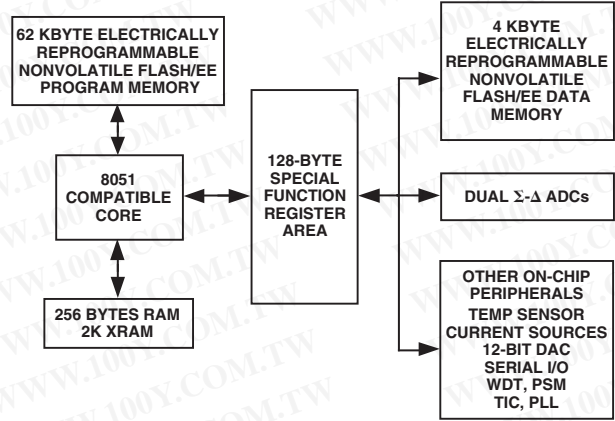 62 KBYTE ELECTRICALLY
REPROGRAMMABLE
NONVOLATILE FLASH/EE
PROGRAM MEMORY
8051
COMPATIBLE
CORE
256 BYTES RAM
2K XRAM
128-BYTE
SPECIAL
FUNCTION
REGISTER
AREA
4 KBYTE
ELECTRICALLY
REPROGRAMMABLE
NONVOLATILE
FLASH/EE DATA
MEMORY
DUAL Σ-Δ ADCs
OTHER ON-CHIP
PERIPHERALS
TEMP SENSOR
CURRENT SOURCES
12-BIT DAC
SERIAL I/O
WDT, PSM
TIC, PLL
WWW.100Y.COM.TW